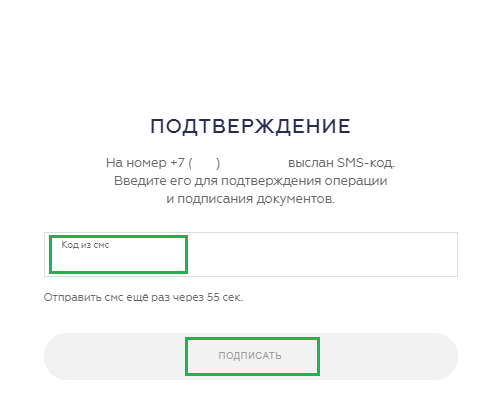 ПОДТВЕРЖДЕНИЕ
На номер +7 ( ) выслан SMS-код.
Введите его для подтверждения операции
и подписания документов.
Код из смс
Отправить смс ещё раз через 55 сек.
ПОДПИСАТЬ